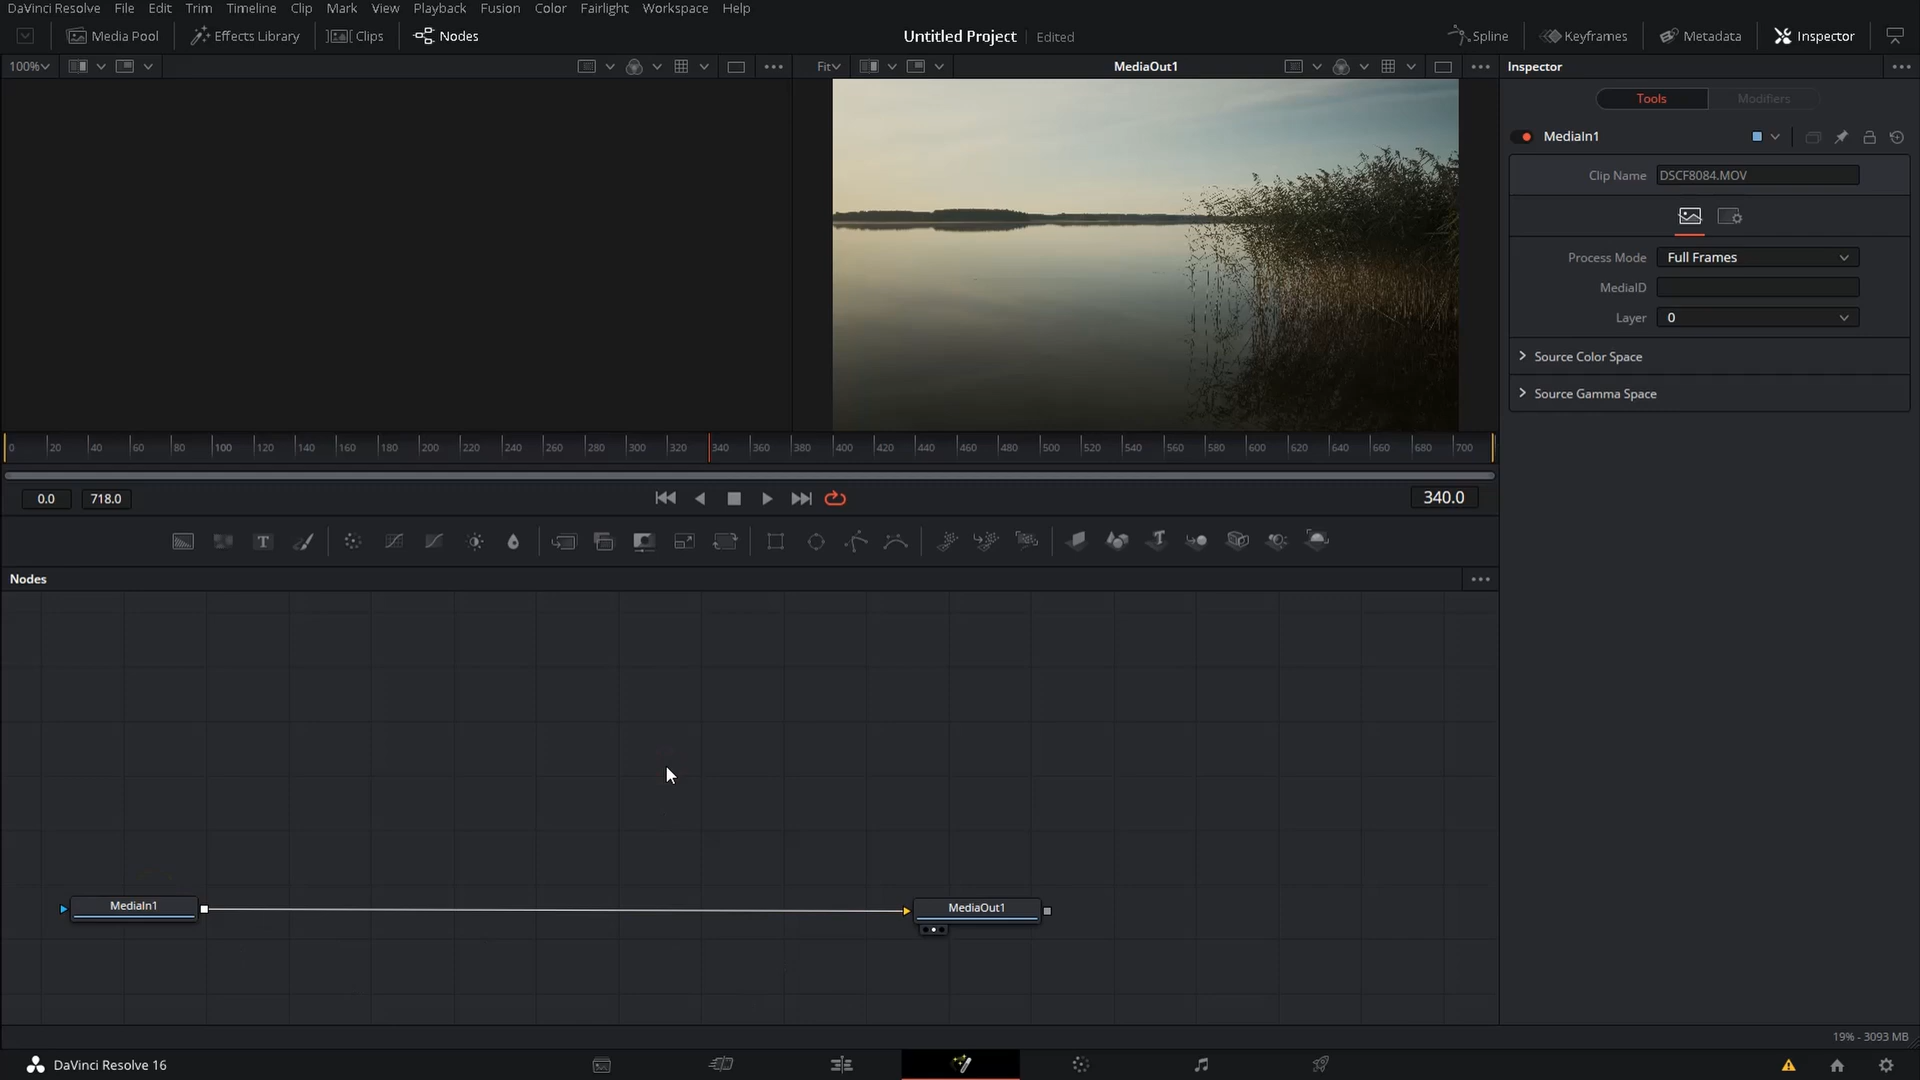 DaVinci Resolve File Edit Trim Timeline Clip Mark View Playback Fusion Color Fairlight Workspace Help
Media Pool Effects Library Clips Nodes Untitled Project Edited Spline Keyframes Metadata Inspector
100% Fit MediaOut1 Inspector
Tools Modifiers
MediaIn1
Clip Name DSCF8084.MOV
Process Mode Full Frames
MediaID
Layer 0
Source Color Space
Source Gamma Space
0 20 40 60 80 100 120 140 160 180 200 220 240 260 280 300 320 340 360 380 400 420 440 460 480 500 520 540 560 580 600 620 640 660 680 700
0.0 718.0 340.0
T T
Nodes
MediaIn1 MediaOut1
19% - 3093 MB
DaVinci Resolve 16